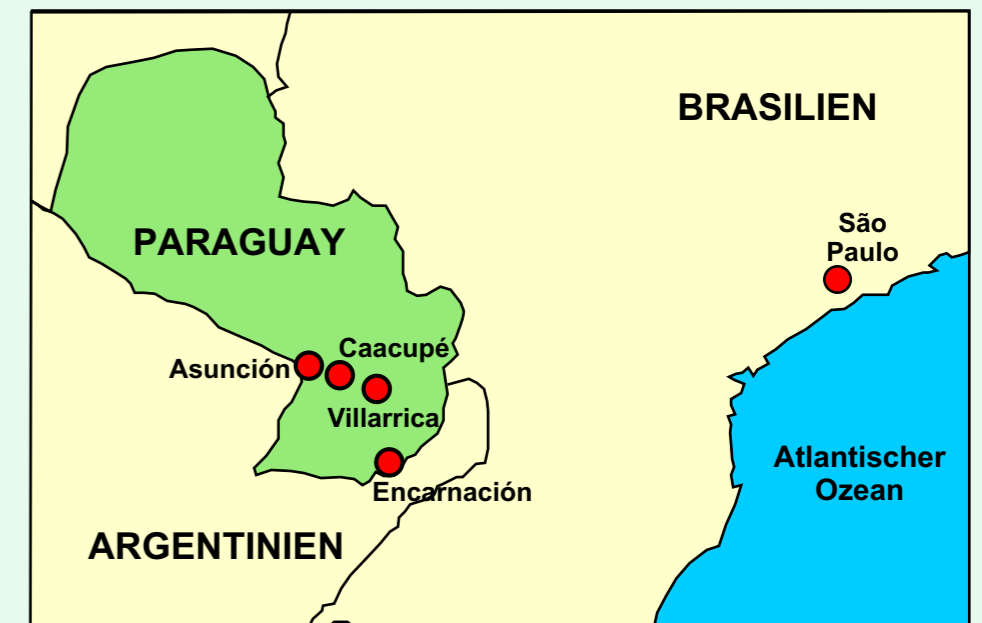 BRASILIEN
São
Paulo
PARAGUAY
Caacupé
Asunción
Villarrica
Encarnación
Atlantischer
Ozean
ARGENTINIEN